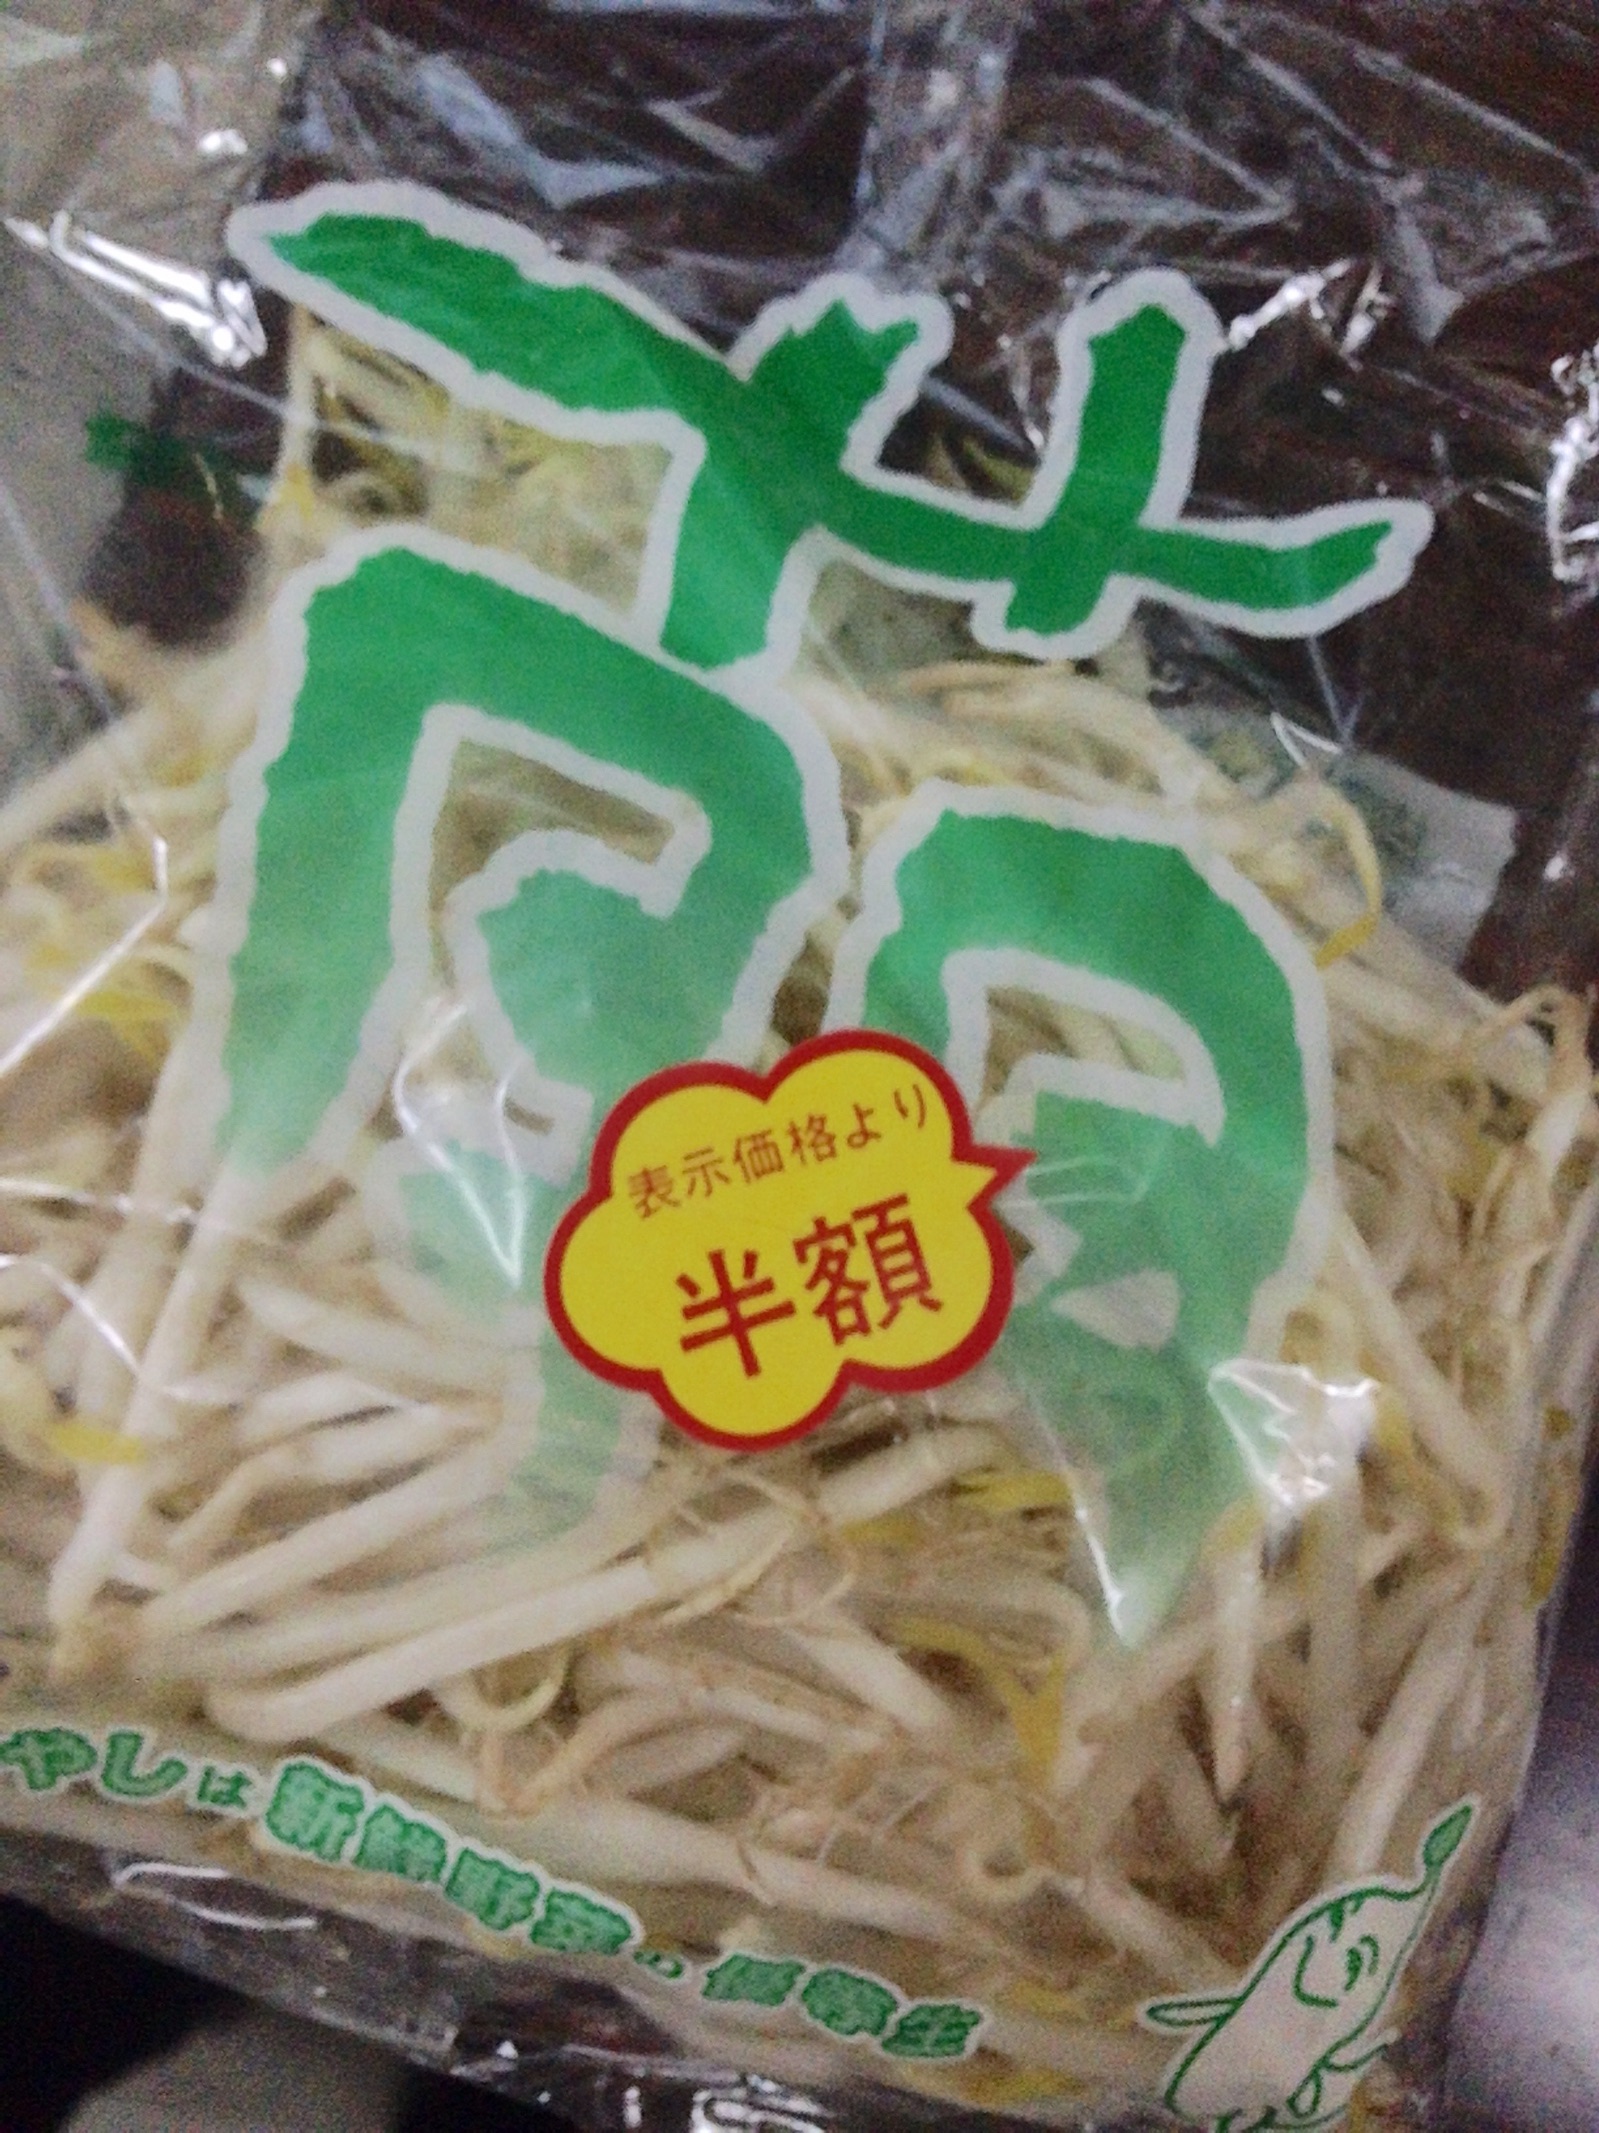 萌
表示価格より
半額
やしは新鮮野菜の優等生